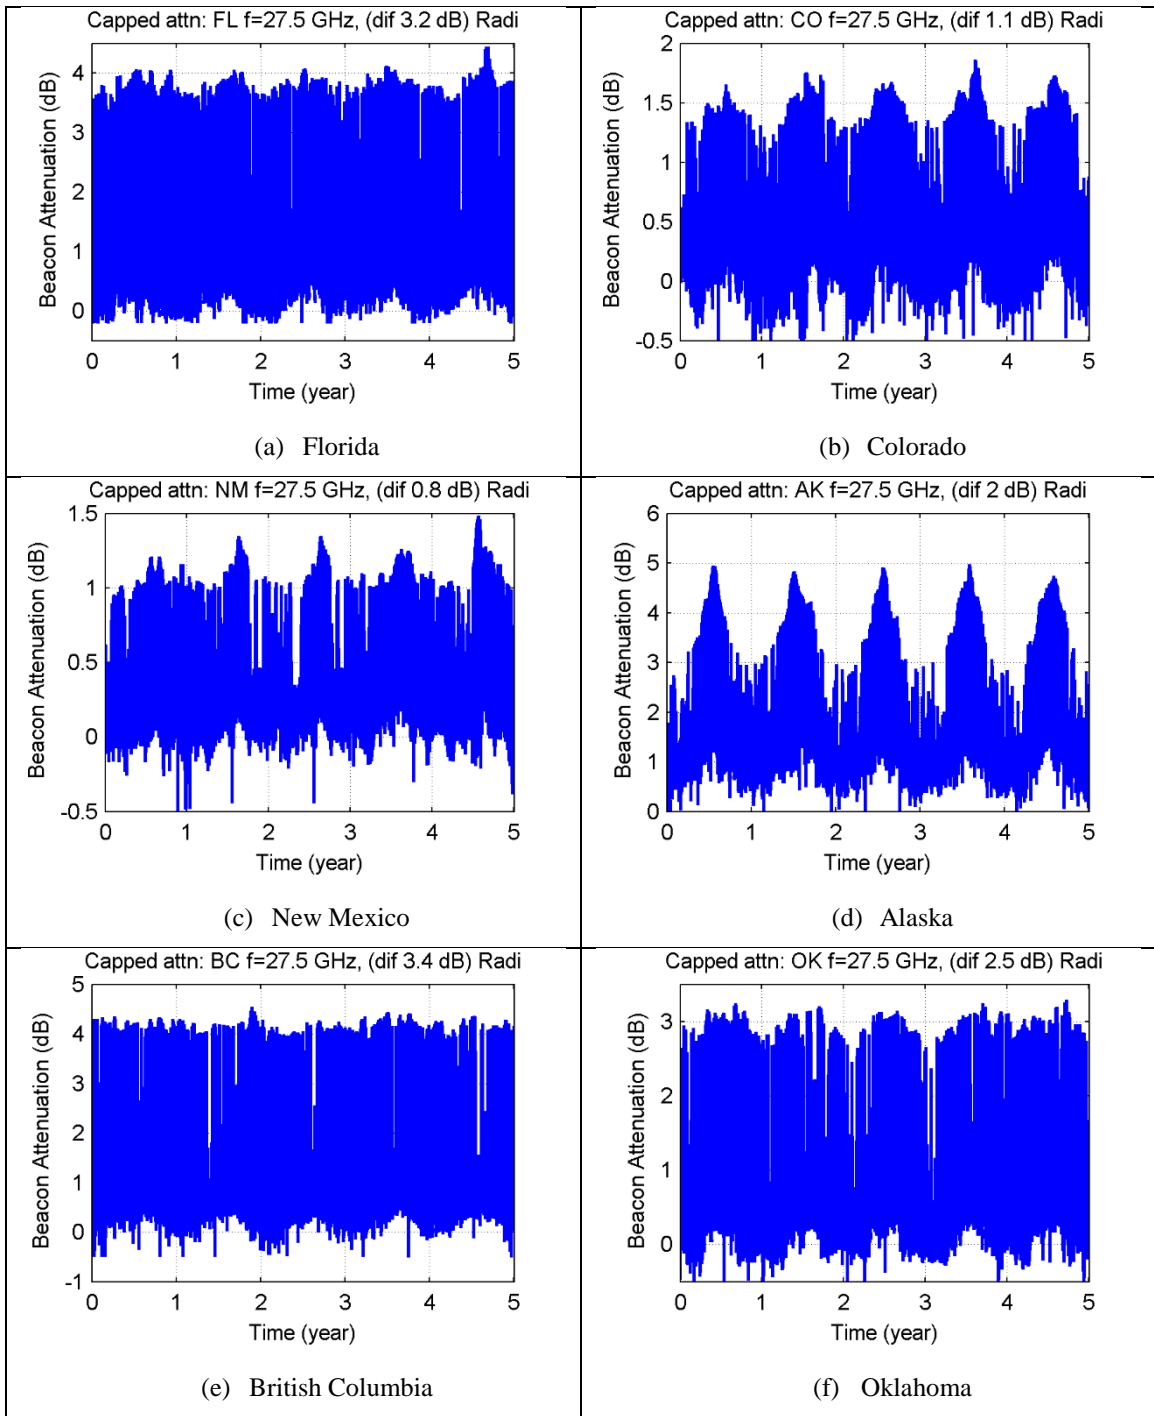 Capped attn: FL f=27.5 GHz, (dif 3.2 dB) Radi
4
3
2
1
0
Beacon Attenuation (dB)
0 1 2 3 4 5
Time (year)
(a) Florida
Capped attn: CO f=27.5 GHz, (dif 1.1 dB) Radi
2
1.5
1
0.5
0
-0.5
Beacon Attenuation (dB)
0 1 2 3 4 5
Time (year)
(b) Colorado
Capped attn: NM f=27.5 GHz, (dif 0.8 dB) Radi
1.5
1
0.5
0
-0.5
Beacon Attenuation (dB)
0 1 2 3 4 5
Time (year)
(c) New Mexico
Capped attn: AK f=27.5 GHz, (dif 2 dB) Radi
6
5
4
3
2
1
0
Beacon Attenuation (dB)
0 1 2 3 4 5
Time (year)
(d) Alaska
Capped attn: BC f=27.5 GHz, (dif 3.4 dB) Radi
5
4
3
2
1
0
-1
Beacon Attenuation (dB)
0 1 2 3 4 5
Time (year)
(e) British Columbia
Capped attn: OK f=27.5 GHz, (dif 2.5 dB) Radi
3
2
1
0
Beacon Attenuation (dB)
0 1 2 3 4 5
Time (year)
(f) Oklahoma